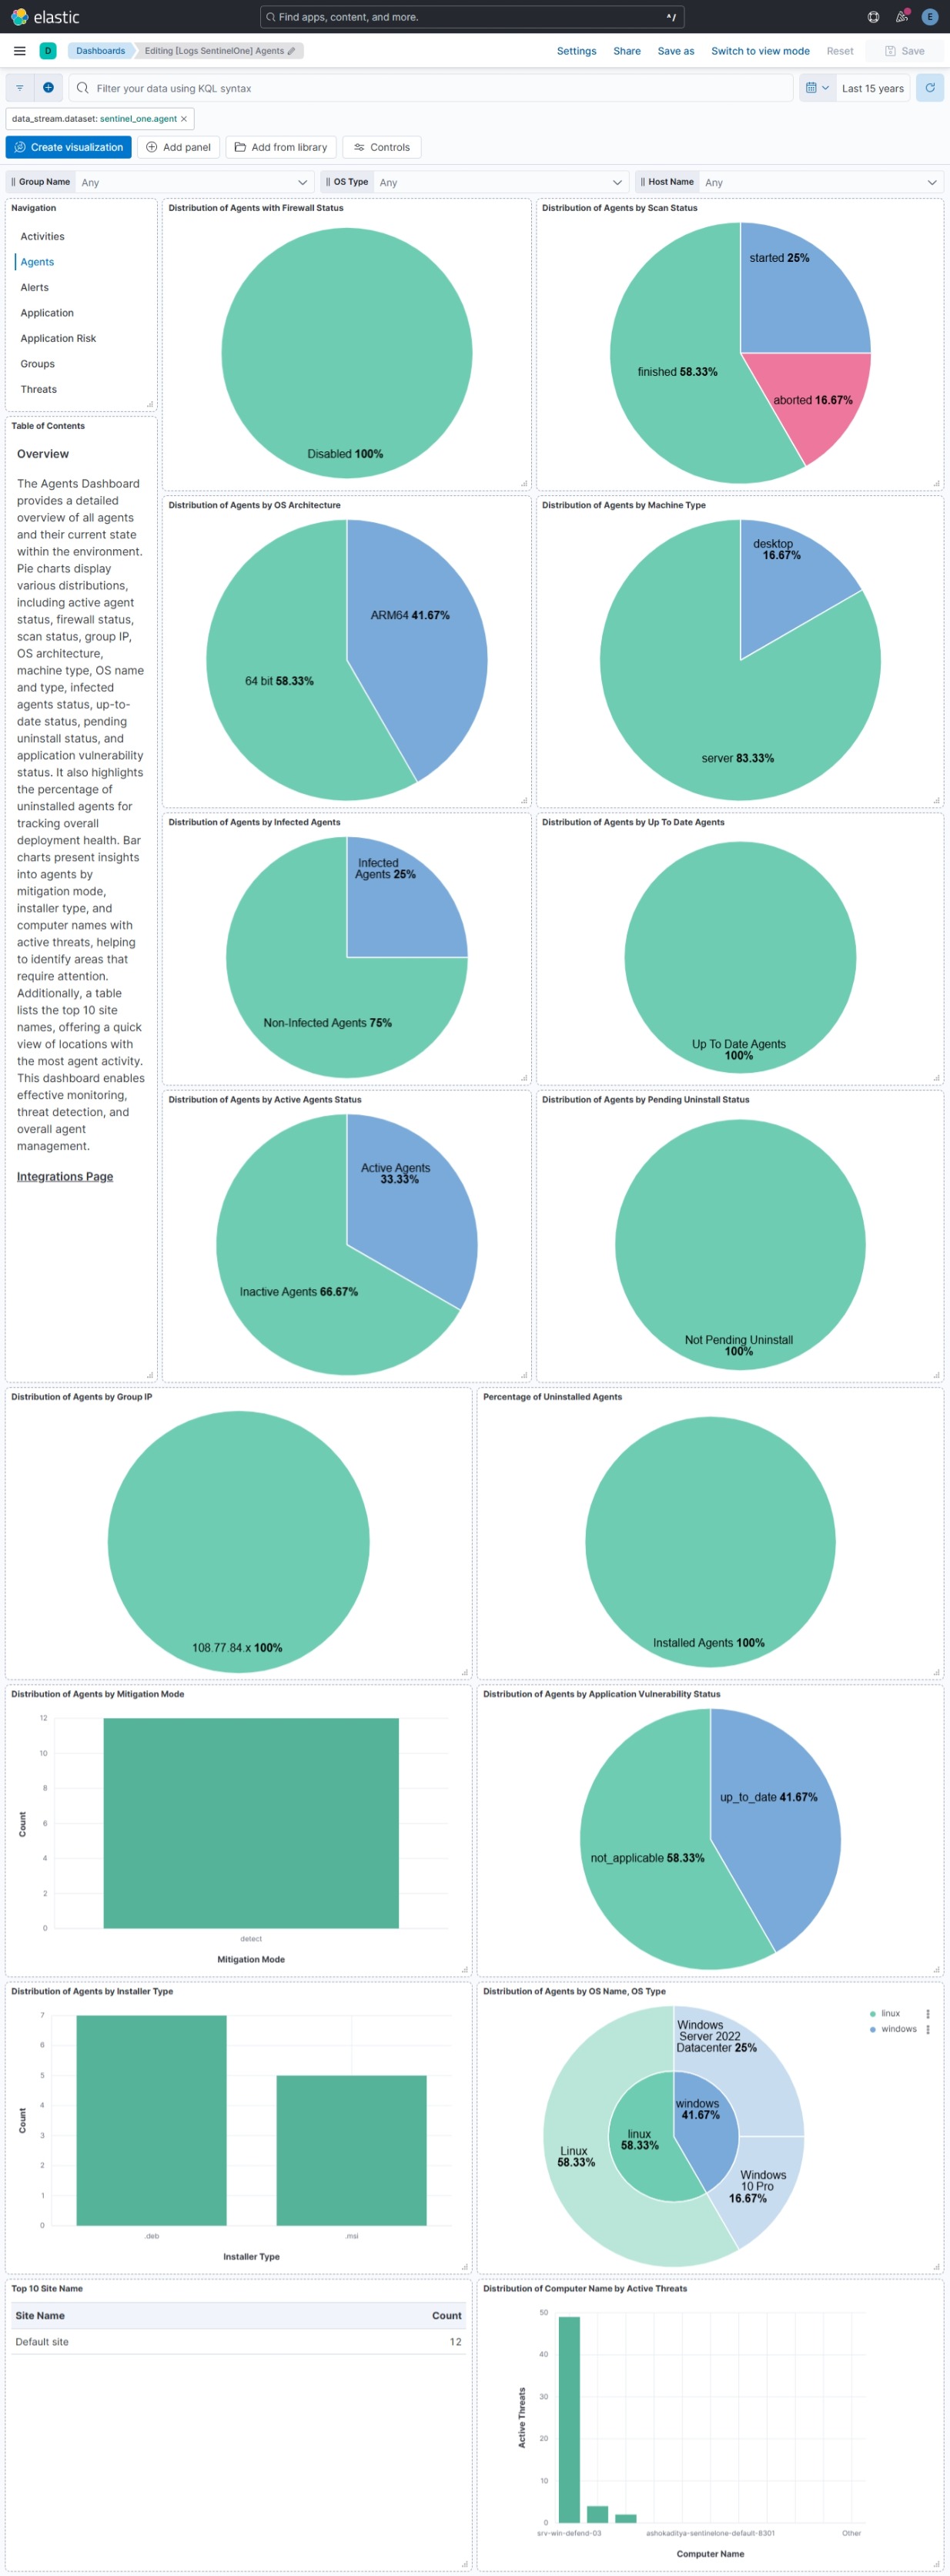 elastic
Find apps, content, and more.
^/
E
D
Dashboards
Editing [Logs SentinelOne] Agents
Settings
Share
Save as
Switch to view mode
Reset
Save
Filter your data using KQL syntax
Last 15 years
data_stream.dataset: sentinel_one.agent ×
Create visualization
Add panel
Add from library
Controls
Group Name Any
OS Type Any
Host Name Any
Navigation
Activities
Agents
Alerts
Application
Application Risk
Groups
Threats
Table of Contents
Overview
The Agents Dashboard
provides a detailed
overview of all agents
and their current state
within the environment.
Pie charts display
various distributions,
including active agent
status, firewall status,
scan status, group IP,
OS architecture,
machine type, OS name
and type, infected
agents status, up-to-
date status, pending
uninstall status, and
application vulnerability
status. It also highlights
the percentage of
uninstalled agents for
tracking overall
deployment health. Bar
charts present insights
into agents by
mitigation mode,
installer type, and
computer names with
active threats, helping
to identify areas that
require attention.
Additionally, a table
lists the top 10 site
names, offering a quick
view of locations with
the most agent activity.
This dashboard enables
effective monitoring,
threat detection, and
overall agent
management.
Integrations Page
Distribution of Agents with Firewall Status
Disabled 100%
Distribution of Agents by Scan Status
started 25%
finished 58.33%
aborted 16.67%
Distribution of Agents by OS Architecture
ARM64 41.67%
64 bit 58.33%
Distribution of Agents by Machine Type
desktop
16.67%
server 83.33%
Distribution of Agents by Infected Agents
Infected
Agents 25%
Non-Infected Agents 75%
Distribution of Agents by Up To Date Agents
Up To Date Agents
100%
Distribution of Agents by Active Agents Status
Active Agents
33.33%
Inactive Agents 66.67%
Distribution of Agents by Pending Uninstall Status
Not Pending Uninstall
100%
Distribution of Agents by Group IP
108.77.84.x 100%
Percentage of Uninstalled Agents
Installed Agents 100%
Distribution of Agents by Mitigation Mode
12
10
8
6
4
2
0
Count
detect
Mitigation Mode
Distribution of Agents by Application Vulnerability Status
up_to_date 41.67%
not_applicable 58.33%
Distribution of Agents by Installer Type
7
6
5
4
3
2
1
0
Count
.deb
.msi
Installer Type
Distribution of Agents by OS Name, OS Type
linux
windows
Windows
Server 2022
Datacenter 25%
windows
41.67%
linux
58.33%
Linux
58.33%
Windows
10 Pro
16.67%
Top 10 Site Name
Site Name Count
Default site 12
Distribution of Computer Name by Active Threats
50
40
30
20
10
0
Active Threats
srv-win-defend-03
ashokaditya-sentinelone-default-8301
Other
Computer Name